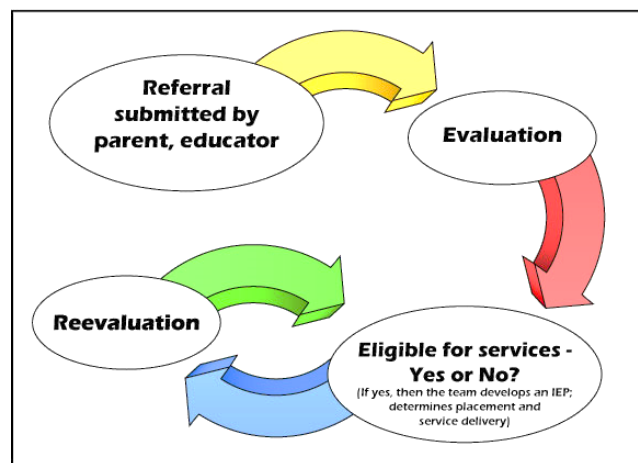 Referral
submitted by
parent, educator
Evaluation
Reevaluation
Eligible for services -
Yes or No?
(If yes, then the team develops an IEP;
determines placement and
service delivery)